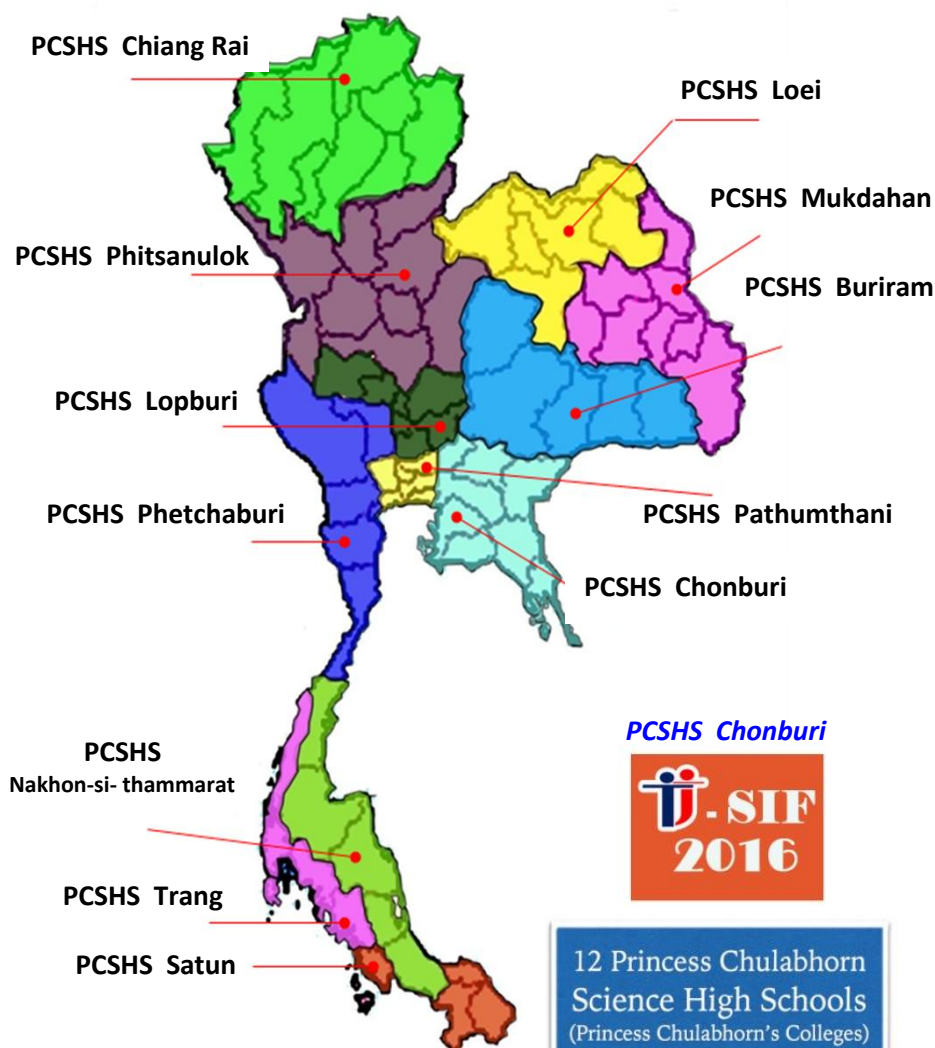 PCSHS Chiang Rai
PCSHS Loei
PCSHS Mukdahan
PCSHS Phitsanulok
PCSHS Buriram
PCSHS Lopburi
PCSHS Phetchaburi
PCSHS Pathumthani
PCSHS Chonburi
PCSHS
Nakhon-si- thammarat
PCSHS Chonburi
TJ - SIF
2016
PCSHS Trang
PCSHS Satun
12 Princess Chulabhorn
Science High Schools
(Princess Chulabhorn's Colleges)